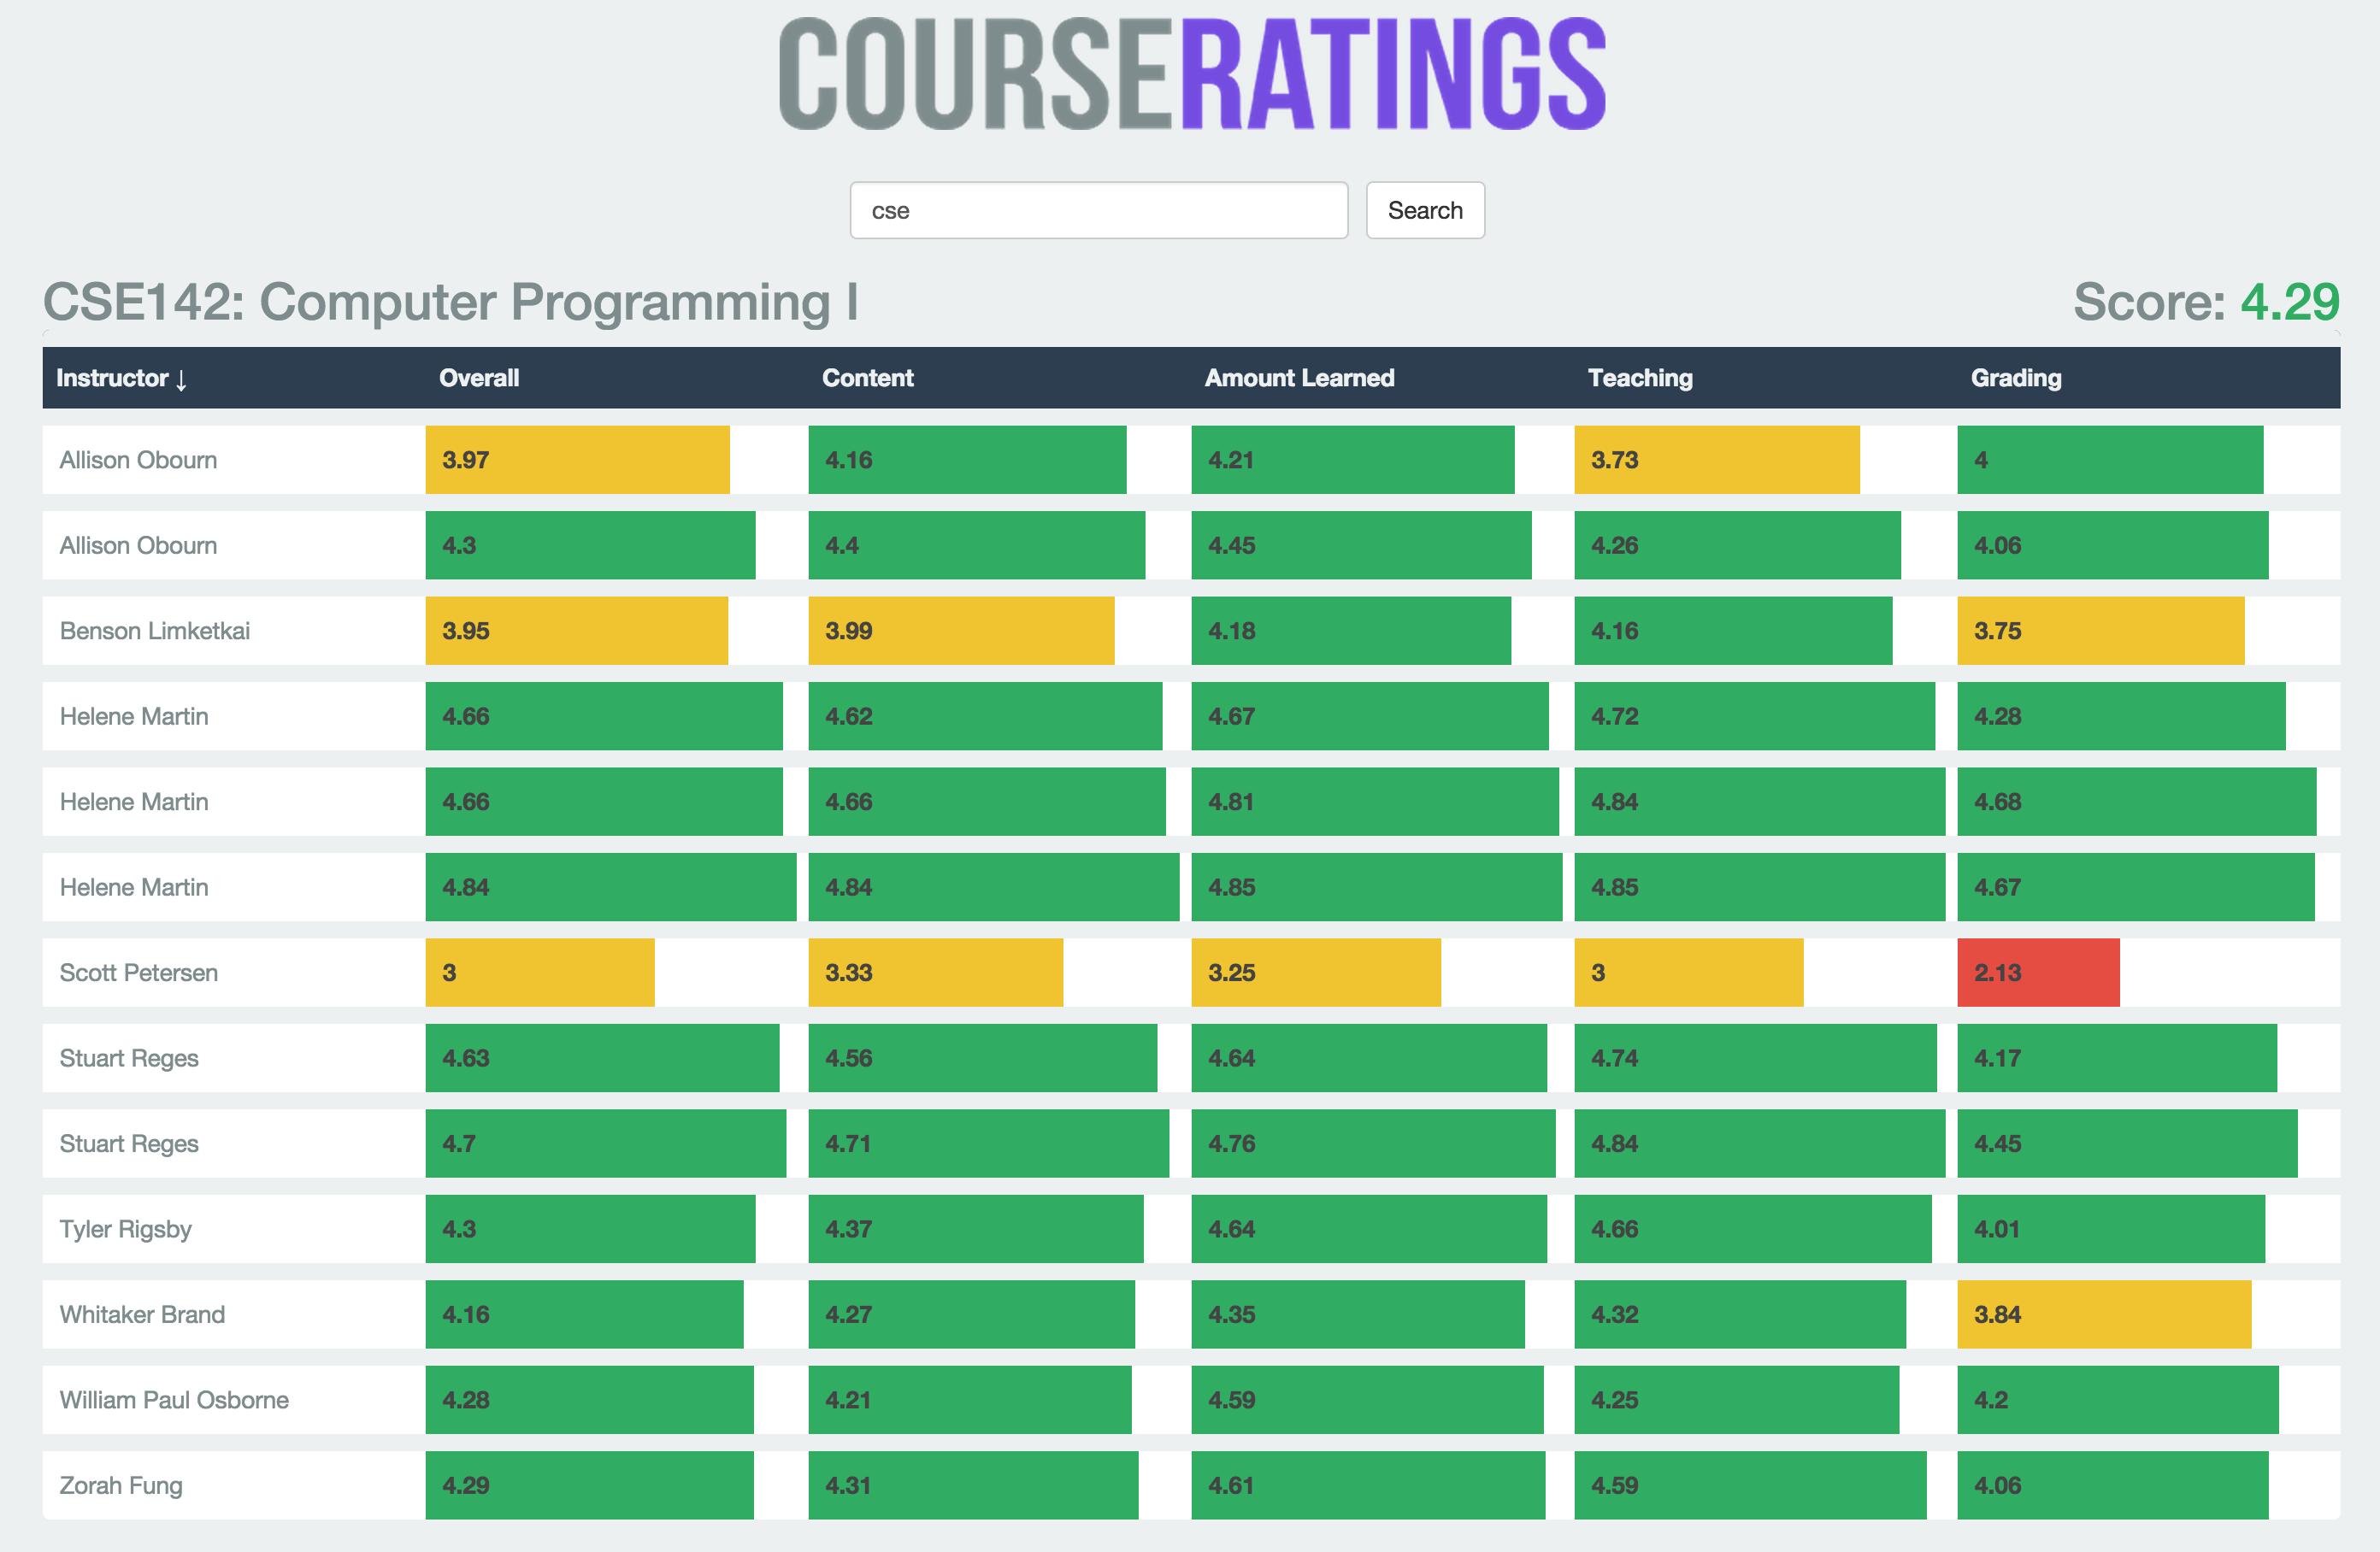 COURSERATINGS
cse Search
CSE142: Computer Programming I Score: 4.29
Instructor ↓ Overall Content Amount Learned Teaching Grading
Allison Obourn 3.97 4.16 4.21 3.73 4
Allison Obourn 4.3 4.4 4.45 4.26 4.06
Benson Limketkai 3.95 3.99 4.18 4.16 3.75
Helene Martin 4.66 4.62 4.67 4.72 4.28
Helene Martin 4.66 4.66 4.81 4.84 4.68
Helene Martin 4.84 4.84 4.85 4.85 4.67
Scott Petersen 3 3.33 3.25 3 2.13
Stuart Reges 4.63 4.56 4.64 4.74 4.17
Stuart Reges 4.7 4.71 4.76 4.84 4.45
Tyler Rigsby 4.3 4.37 4.64 4.66 4.01
Whitaker Brand 4.16 4.27 4.35 4.32 3.84
William Paul Osborne 4.28 4.21 4.59 4.25 4.2
Zorah Fung 4.29 4.31 4.61 4.59 4.06